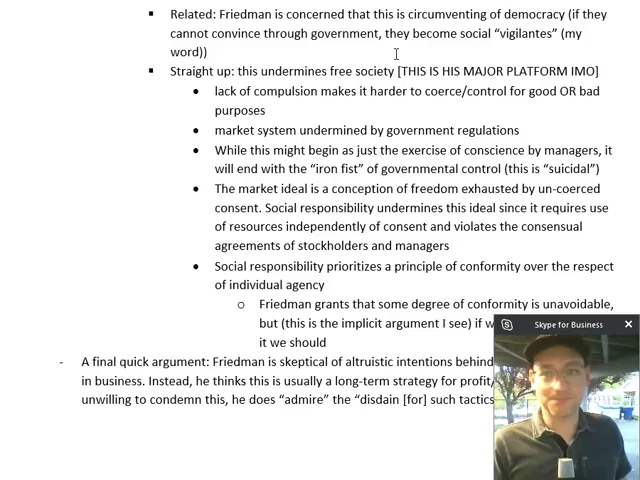 ▪ Related: Friedman is concerned that this is circumventing of democracy (if they
cannot convince through government, they become social “vigilantes” (my
word))
▪ Straight up: this undermines free society [THIS IS HIS MAJOR PLATFORM IMO]
• lack of compulsion makes it harder to coerce/control for good OR bad
purposes
• market system undermined by government regulations
• While this might begin as just the exercise of conscience by managers, it
will end with the “iron fist” of governmental control (this is “suicidal”)
• The market ideal is a conception of freedom exhausted by un-coerced
consent. Social responsibility undermines this ideal since it requires use
of resources independently of consent and violates the consensual
agreements of stockholders and managers
• Social responsibility prioritizes a principle of conformity over the respect
of individual agency
o Friedman grants that some degree of conformity is unavoidable,
but (this is the implicit argument I see) if
it we should
Skype for Business
- A final quick argument: Friedman is skeptical of altruistic intentions behind
in business. Instead, he thinks this is usually a long-term strategy for profit/
unwilling to condemn this, he does “admire” the “disdain [for] such tactics